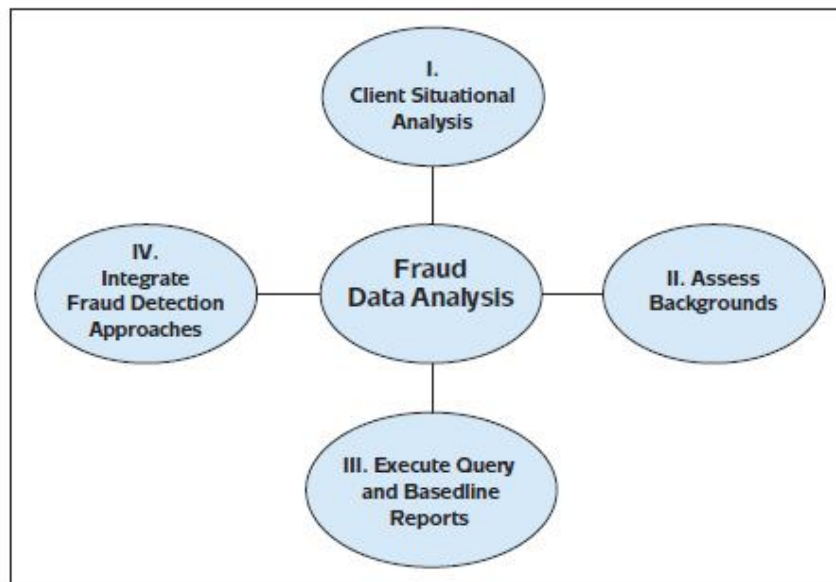 I.
Client Situational
Analysis
IV.
Integrate
Fraud Detection
Approaches
Fraud
Data Analysis
II. Assess
Backgrounds
III. Execute Query
and Basedline
Reports